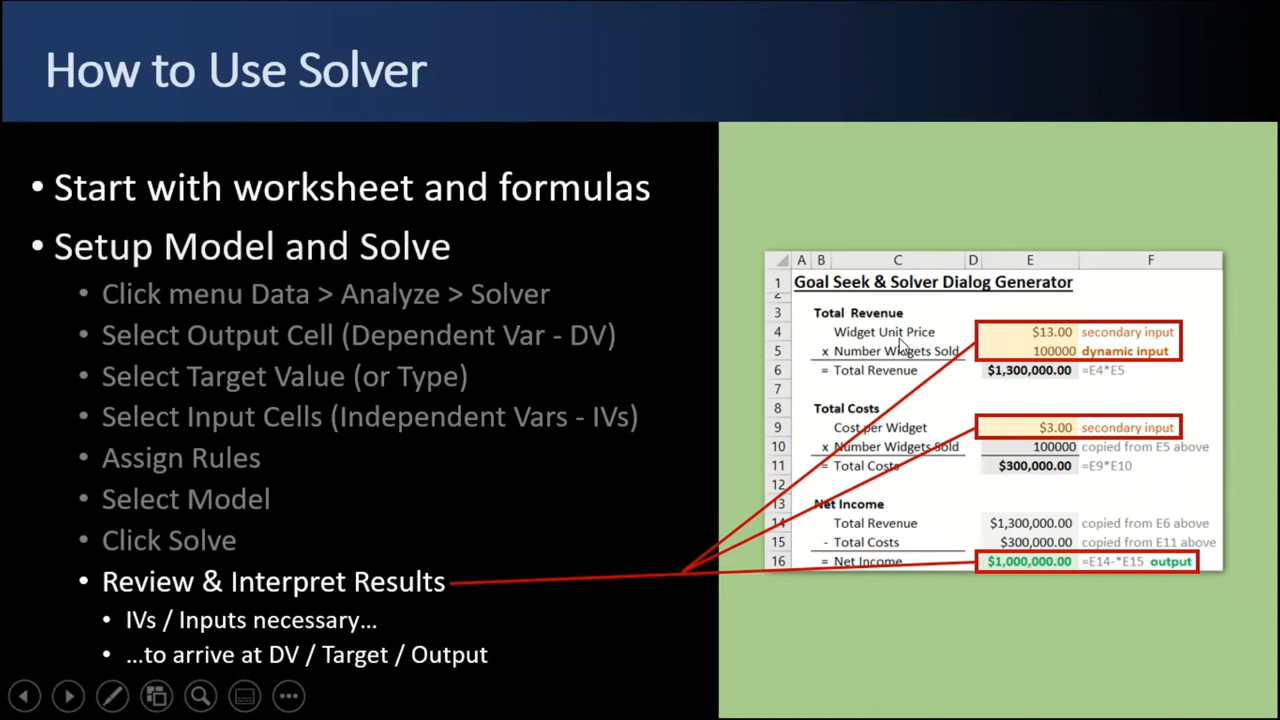 How to Use Solver
• Start with worksheet and formulas
• Setup Model and Solve
• Click menu Data > Analyze > Solver
• Select Output Cell (Dependent Var - DV)
• Select Target Value (or Type)
• Select Input Cells (Independent Vars - IVs)
• Assign Rules
• Select Model
• Click Solve
• Review & Interpret Results
• IVs / Inputs necessary…
• …to arrive at DV / Target / Output
A B C D E F
1 Goal Seek & Solver Dialog Generator
2
3 Total Revenue
4 Widget Unit Price $13.00 secondary input
5 x Number Widgets Sold 100000 dynamic input
6 = Total Revenue $1,300,000.00 =E4*E5
7
8 Total Costs
9 Cost per Widget $3.00 secondary input
10 x Number Widgets Sold 100000 copied from E5 above
11 = Total Costs $300,000.00 =E9*E10
12
13 Net Income
14 Total Revenue $1,300,000.00 copied from E6 above
15 - Total Costs $300,000.00 copied from E11 above
16 = Net Income $1,000,000.00 =E14-*E15 output